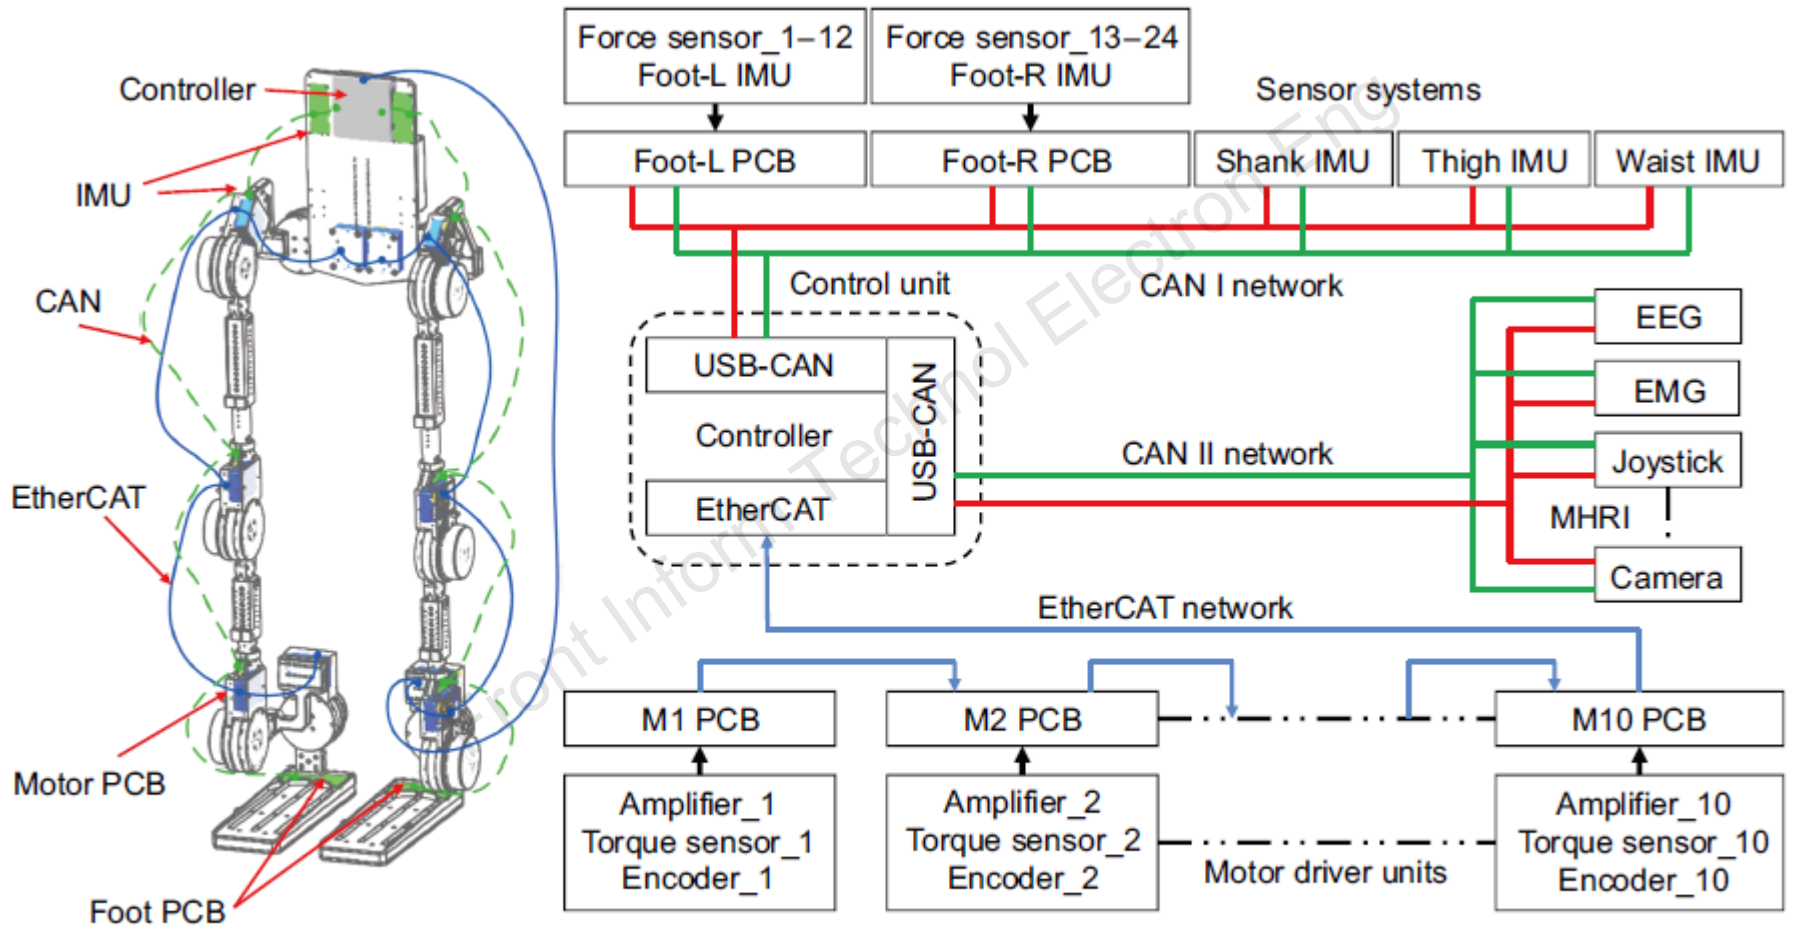 Controller
IMU
CAN
EtherCAT
Motor PCB
Foot PCB
Force sensor_1–12
Foot-L IMU
Force sensor_13–24
Foot-R IMU
Sensor systems
Foot-L PCB
Foot-R PCB
Shank IMU
Thigh IMU
Waist IMU
Control unit
CAN I network
USB-CAN
Controller
EtherCAT
USB-CAN
CAN II network
EEG
EMG
Joystick
MHRI
Camera
EtherCAT network
M1 PCB
M2 PCB
M10 PCB
Amplifier_1
Torque sensor_1
Encoder_1
Amplifier_2
Torque sensor_2
Encoder_2
Motor driver units
Amplifier_10
Torque sensor_10
Encoder_10
Front Inform Technol Electron Eng